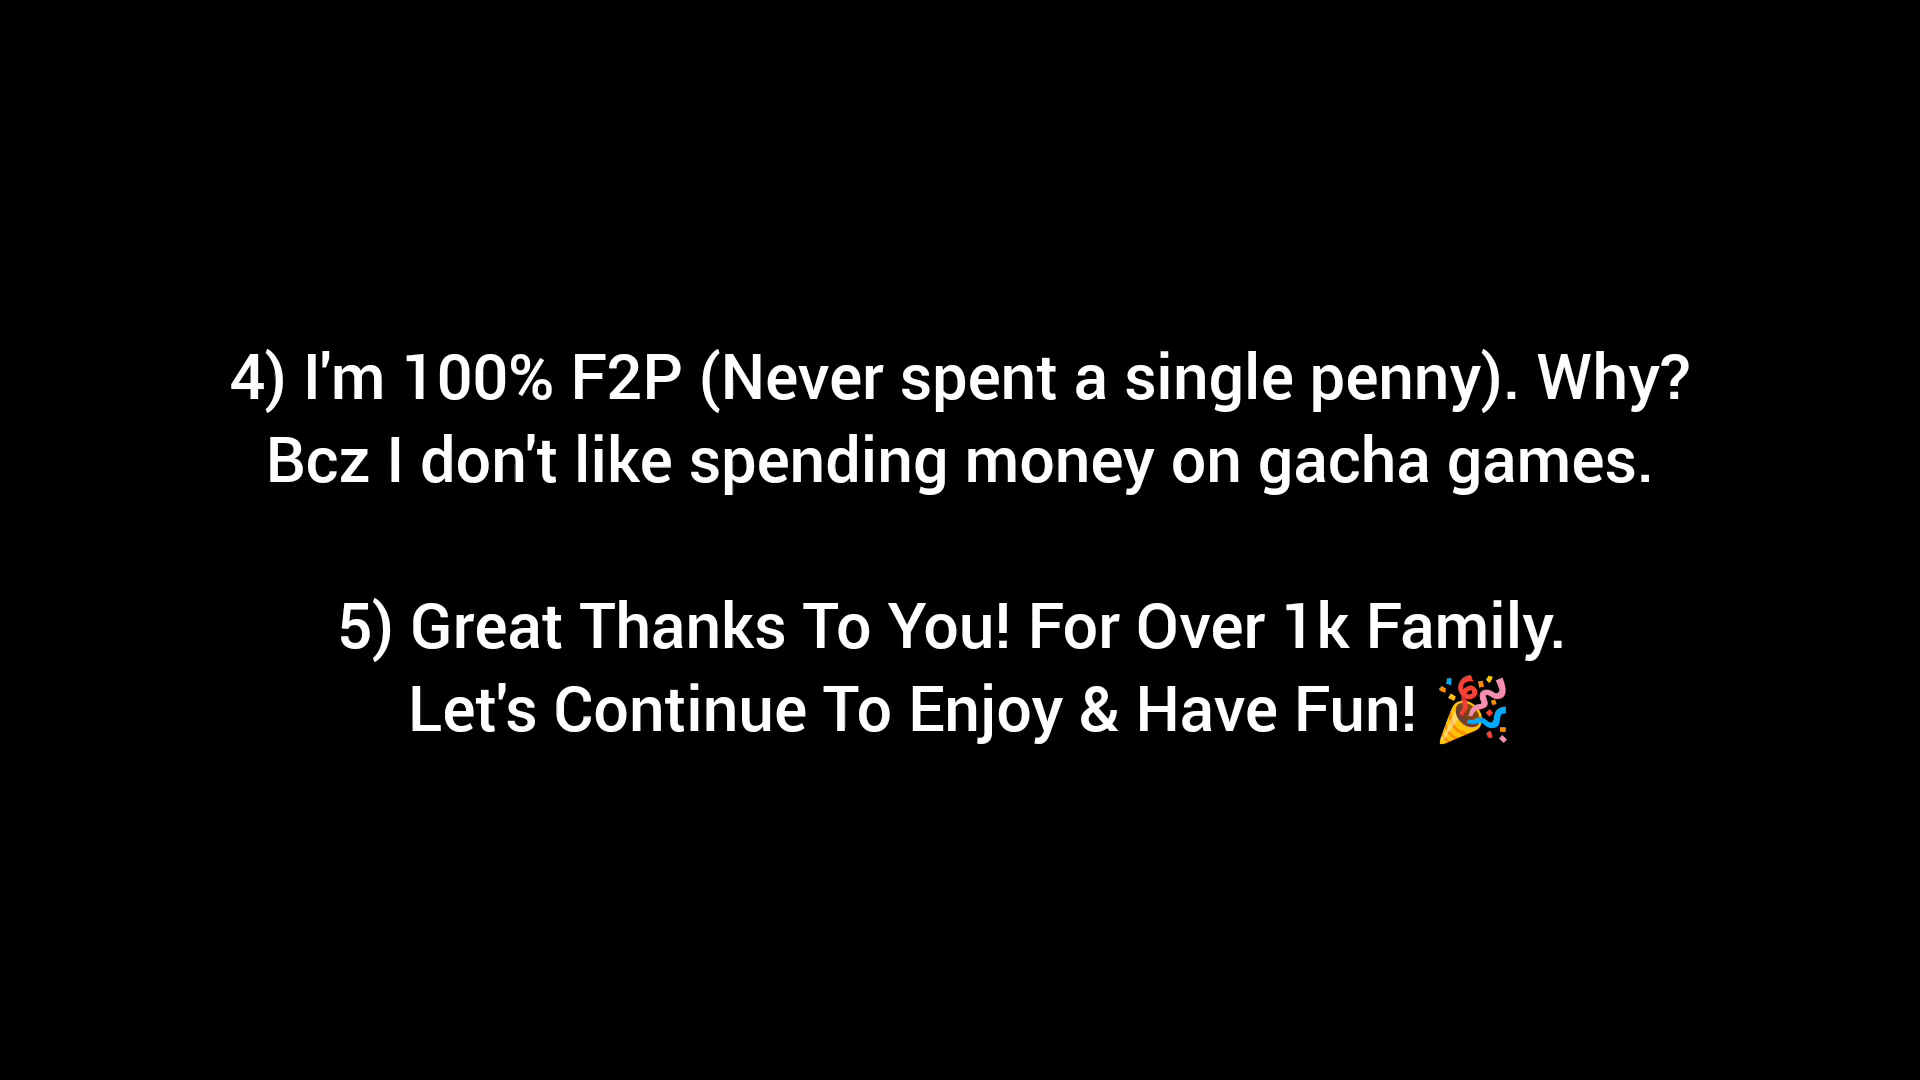 4) I'm 100% F2P (Never spent a single penny). Why?
Bcz I don't like spending money on gacha games.
5) Great Thanks To You! For Over 1k Family.
Let's Continue To Enjoy & Have Fun! 🎉